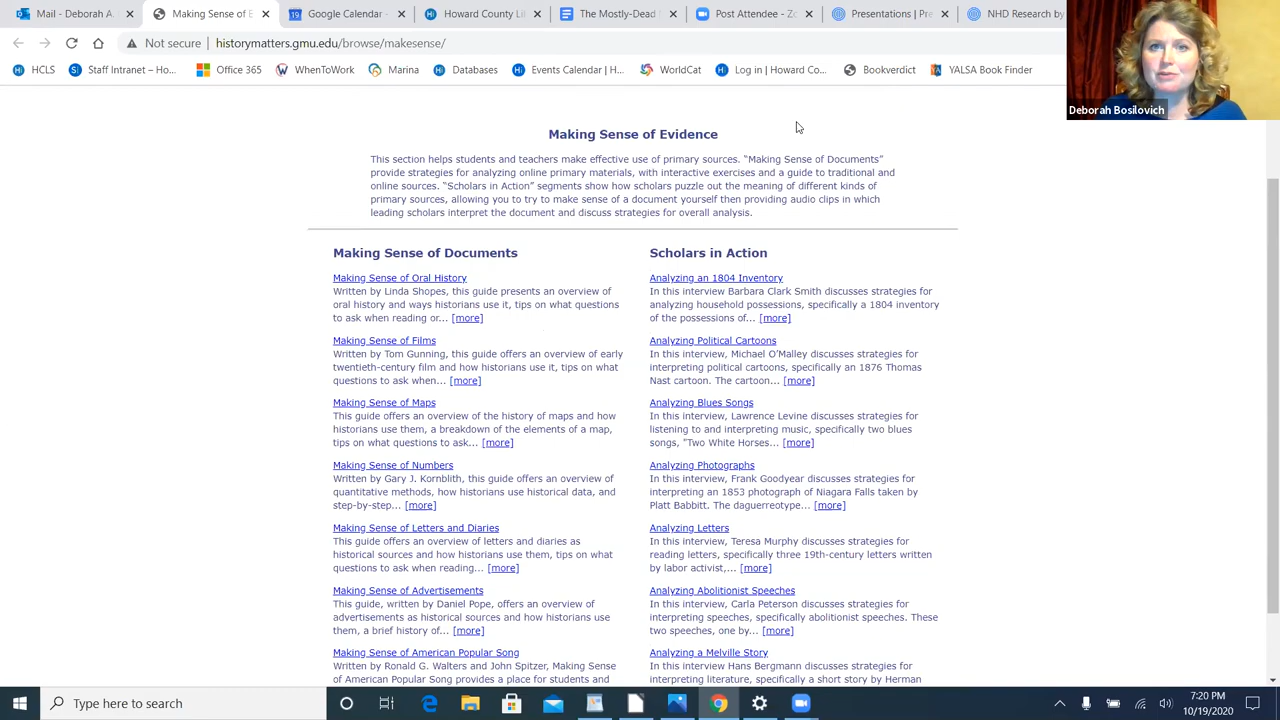 Mail - Deborah A. Bosilovich
Making Sense of E
Google Calendar - October
Howard County Li
The Mostly-Dead
Post Attendee - Zo
Presentations | Pre
NHD Research by
Not secure | historymatters.gmu.edu/browse/makesense/
HCLS
Staff Intranet – Ho...
Office 365
WhenToWork
Marina
Databases
Events Calendar | H...
WorldCat
Log in | Howard Co...
Bookverdict
YALSA Book Finder
Deborah Bosilovich
Making Sense of Evidence
This section helps students and teachers make effective use of primary sources. “Making Sense of Documents”
provide strategies for analyzing online primary materials, with interactive exercises and a guide to traditional and
online sources. “Scholars in Action” segments show how scholars puzzle out the meaning of different kinds of
primary sources, allowing you to try to make sense of a document yourself then providing audio clips in which
leading scholars interpret the document and discuss strategies for overall analysis.
Making Sense of Documents
Making Sense of Oral History
Written by Linda Shopes, this guide presents an overview of
oral history and ways historians use it, tips on what questions
to ask when reading or... [more]
Making Sense of Films
Written by Tom Gunning, this guide offers an overview of early
twentieth-century film and how historians use it, tips on what
questions to ask when... [more]
Making Sense of Maps
This guide offers an overview of the history of maps and how
historians use them, a breakdown of the elements of a map,
tips on what questions to ask... [more]
Making Sense of Numbers
Written by Gary J. Kornblith, this guide offers an overview of
quantitative methods, how historians use historical data, and
step-by-step... [more]
Making Sense of Letters and Diaries
This guide offers an overview of letters and diaries as
historical sources and how historians use them, tips on what
questions to ask when reading... [more]
Making Sense of Advertisements
This guide, written by Daniel Pope, offers an overview of
advertisements as historical sources and how historians use
them, a brief history of... [more]
Making Sense of American Popular Song
Written by Ronald G. Walters and John Spitzer, Making Sense
of American Popular Song provides a place for students and
Scholars in Action
Analyzing an 1804 Inventory
In this interview Barbara Clark Smith discusses strategies for
analyzing household possessions, specifically a 1804 inventory
of the possessions of... [more]
Analyzing Political Cartoons
In this interview, Michael O’Malley discusses strategies for
interpreting political cartoons, specifically an 1876 Thomas
Nast cartoon. The cartoon... [more]
Analyzing Blues Songs
In this interview, Lawrence Levine discusses strategies for
listening to and interpreting music, specifically two blues
songs, "Two White Horses... [more]
Analyzing Photographs
In this interview, Frank Goodyear discusses strategies for
interpreting an 1853 photograph of Niagara Falls taken by
Platt Babbitt. The daguerreotype... [more]
Analyzing Letters
In this interview, Teresa Murphy discusses strategies for
reading letters, specifically three 19th-century letters written
by labor activist,... [more]
Analyzing Abolitionist Speeches
In this interview, Carla Peterson discusses strategies for
interpreting speeches, specifically abolitionist speeches. These
two speeches, one by... [more]
Analyzing a Melville Story
In this interview Hans Bergmann discusses strategies for
interpreting literature, specifically a short story by Herman
Type here to search
7:20 PM
10/19/2020